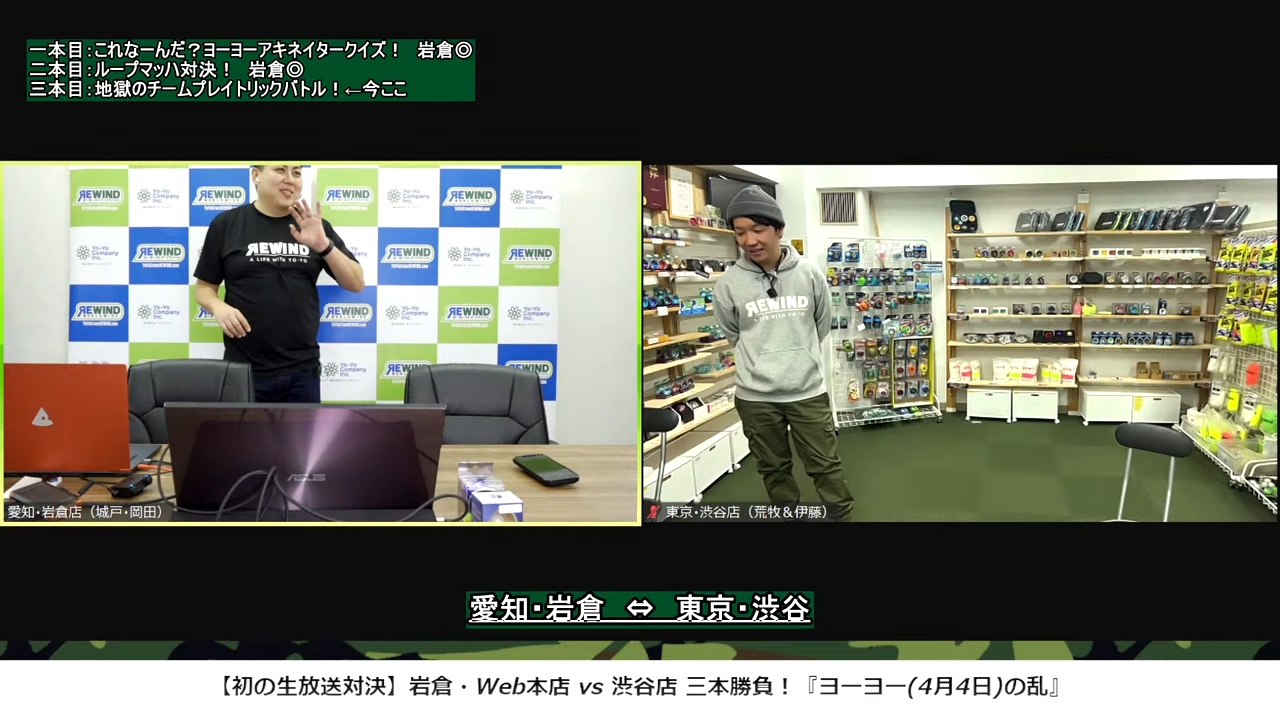 一本目：これなーんだ？ヨーヨーアキネイタークイズ！　岩倉◎
二本目：ループマッハ対決！　岩倉◎
三本目：地獄のチームプレイトリックバトル！←今ここ
REWIND
Yo-Yo Company Inc.
REWIND
A LIFE WITH YO-YO
REWIND
A LIFE WITH YO-YO
ASUS
愛知・岩倉店（城戸・岡田）
東京・渋谷店（荒牧＆伊藤）
愛知・岩倉　⇔　東京・渋谷
【初の生放送対決】岩倉・Web本店 vs 渋谷店 三本勝負！『ヨーヨー(4月4日)の乱』